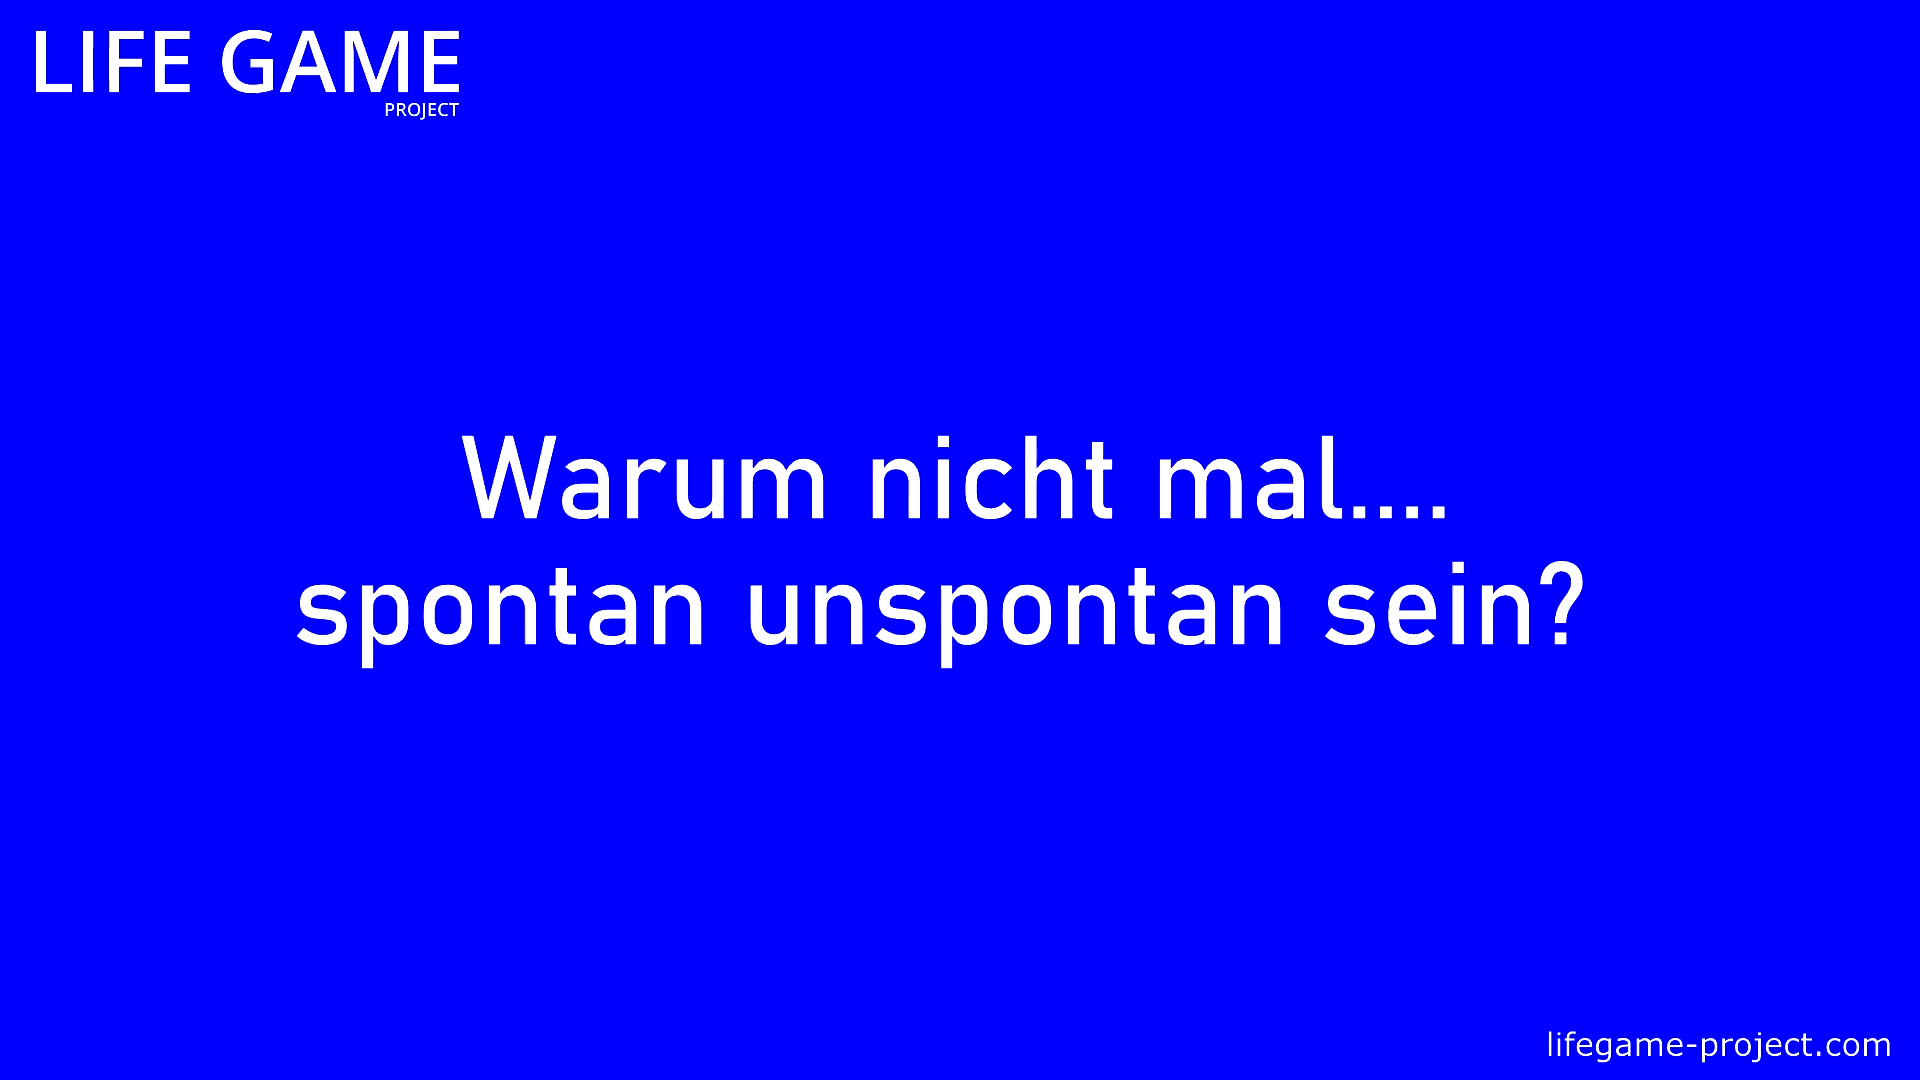 LIFE GAME
PROJECT
Warum nicht mal....
spontan unspontan sein?
lifegame-project.com